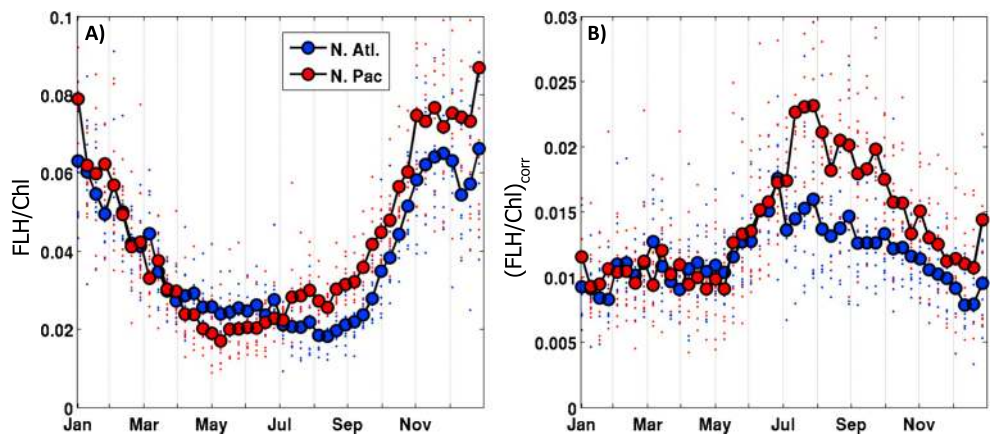 A)
N. Atl.
N. Pac
FLH/Chl
0.1
0.08
0.06
0.04
0.02
0
Jan Mar May Jul Sep Nov
B)
(FLH/Chl)corr
0.03
0.025
0.02
0.015
0.01
0.005
0
Jan Mar May Jul Sep Nov